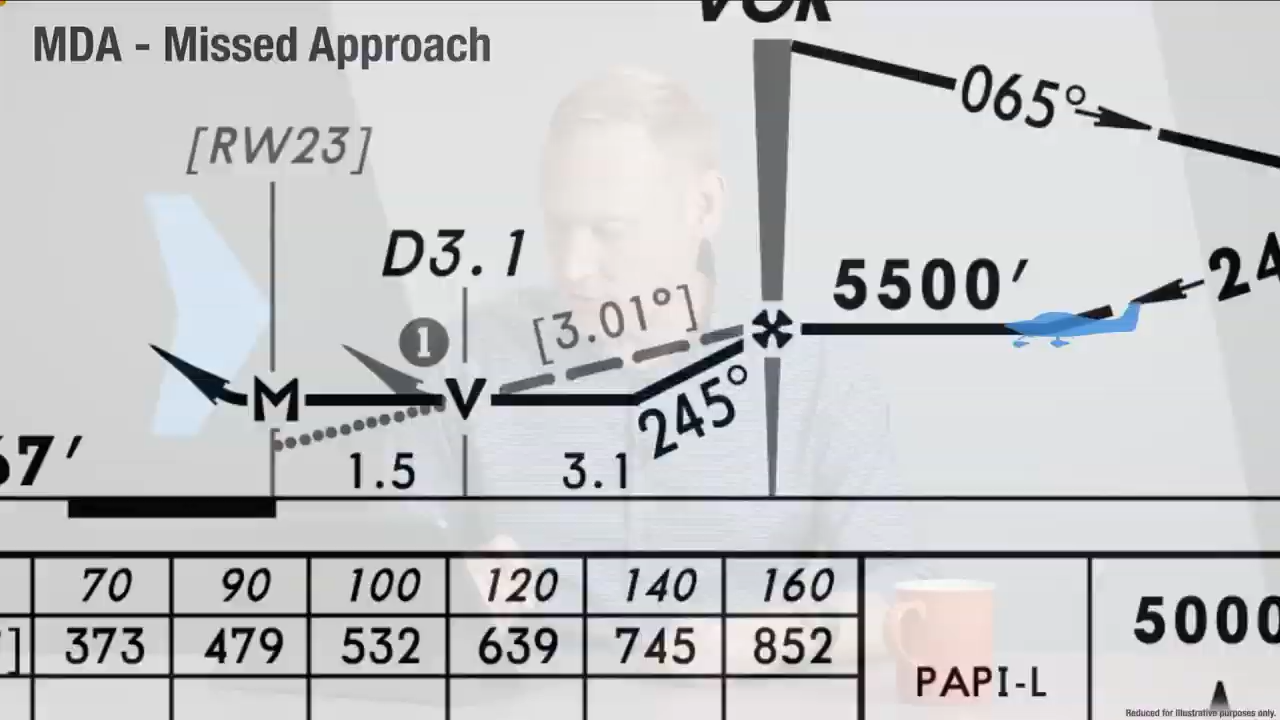 VOR
MDA - Missed Approach
065°
[RW23]
D3.1
[3.01°]
5500'
24
1
M
V
245°
67'
1.5
3.1
70 90 100 120 140 160
] 373 479 532 639 745 852
5000
PAPI-L
Reduced for illustrative purposes only.